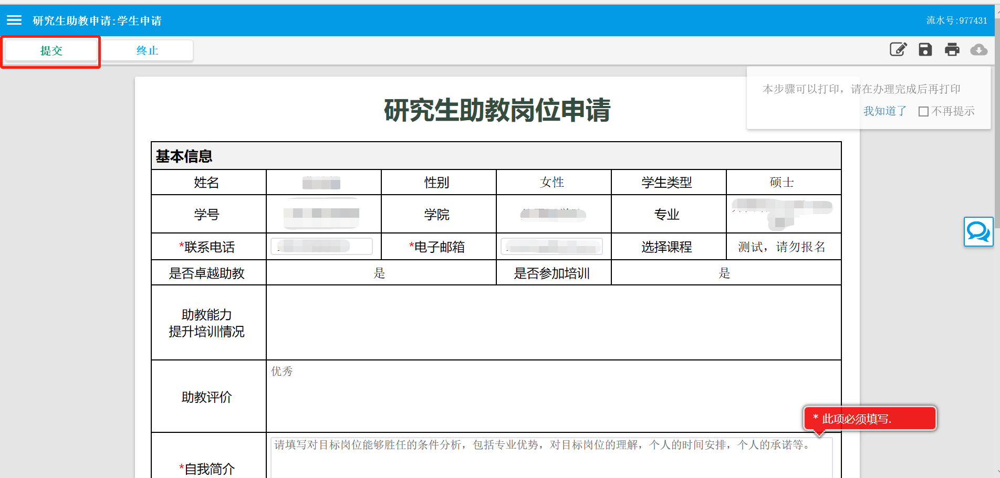 研究生助教申请:学生申请
流水号:977431
提交
终止
本步骤可以打印，请在办理完成后再打印
我知道了 不再提示
研究生助教岗位申请
基本信息
姓名 性别 女性 学生类型 硕士
学号 学院 专业
*联系电话 *电子邮箱 选择课程 测试，请勿报名
是否卓越助教 是 是否参加培训 是
助教能力
提升培训情况
优秀
助教评价
* 此项必须填写.
请填写对目标岗位能够胜任的条件分析，包括专业优势，对目标岗位的理解，个人的时间安排，个人的承诺等。
*自我简介